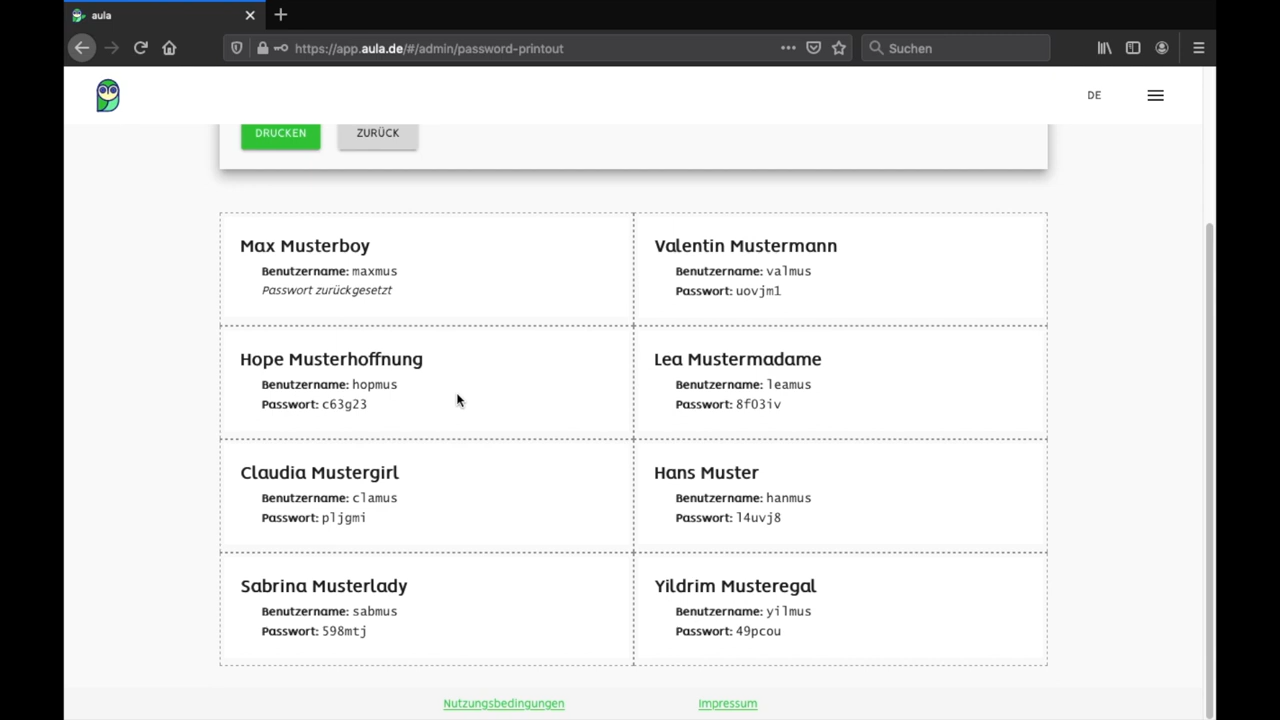 aula
https://app.aula.de/#/admin/password-printout
Suchen
DE
DRUCKEN ZURÜCK
Max Musterboy
Benutzername: maxmus
Passwort zurückgesetzt
Valentin Mustermann
Benutzername: valmus
Passwort: uovjm1
Hope Musterhoffnung
Benutzername: hopmus
Passwort: c63g23
Lea Mustermadame
Benutzername: leamus
Passwort: 8f03iv
Claudia Mustergirl
Benutzername: clamus
Passwort: pljgmi
Hans Muster
Benutzername: hanmus
Passwort: l4uvj8
Sabrina Musterlady
Benutzername: sabmus
Passwort: 598mtj
Yildrim Musteregal
Benutzername: yilmus
Passwort: 49pcou
Nutzungsbedingungen Impressum